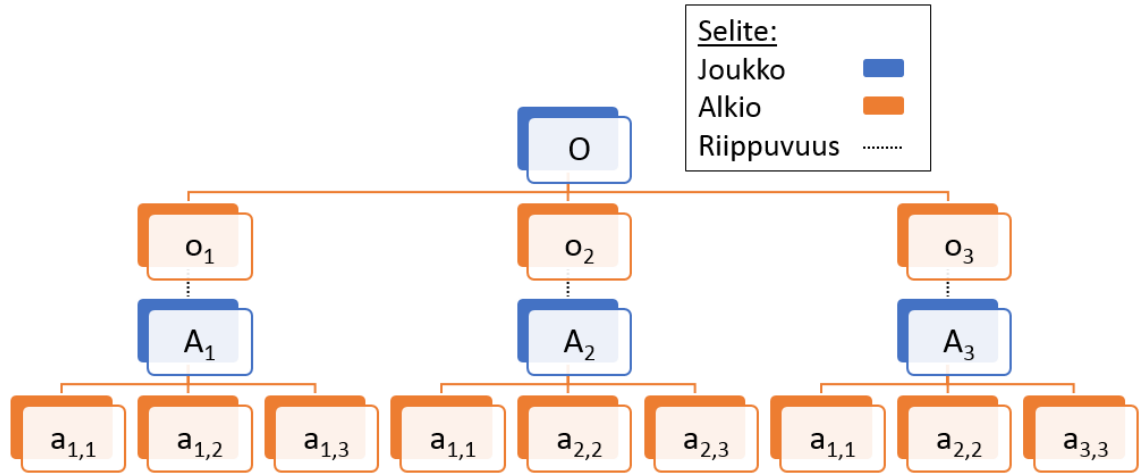 Selite:
Joukko
Alkio
Riippuvuus
O
o₁ o₂ o₃
A₁ A₂ A₃
a₁,₁ a₁,₂ a₁,₃ a₁,₁ a₂,₂ a₂,₃ a₁,₁ a₂,₂ a₃,₃